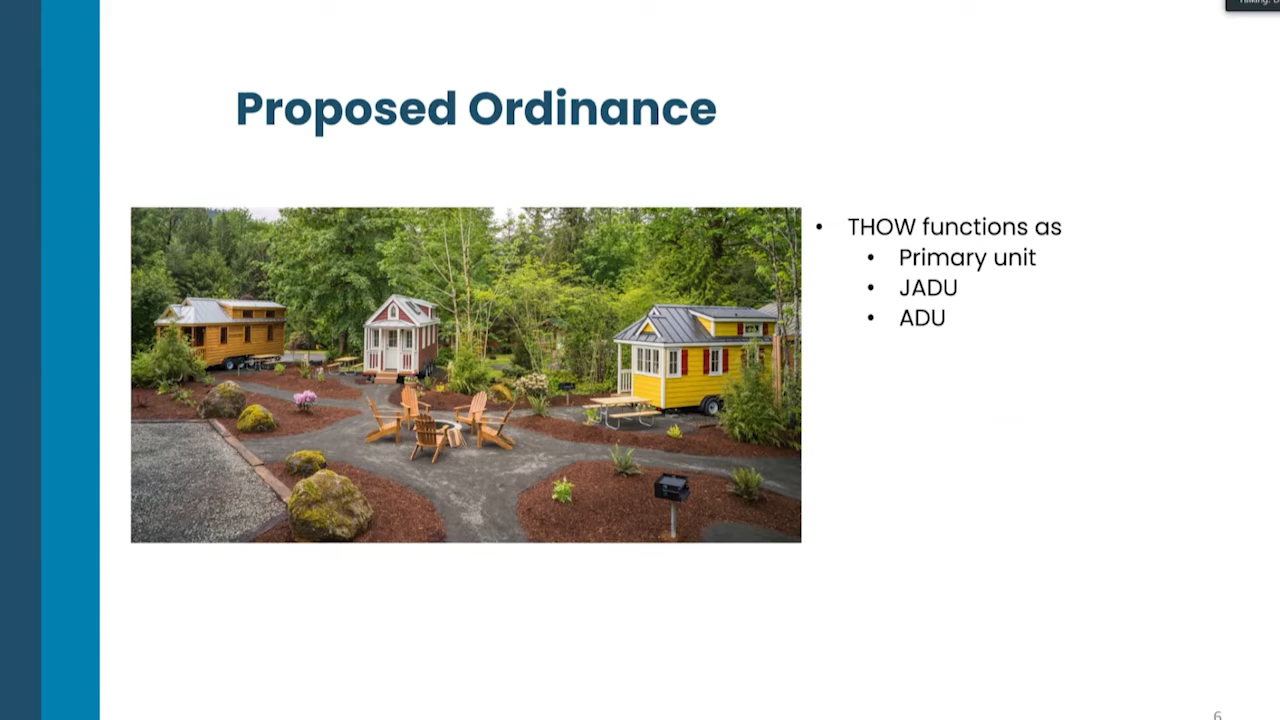 Proposed Ordinance
• THOW functions as
• Primary unit
• JADU
• ADU
6